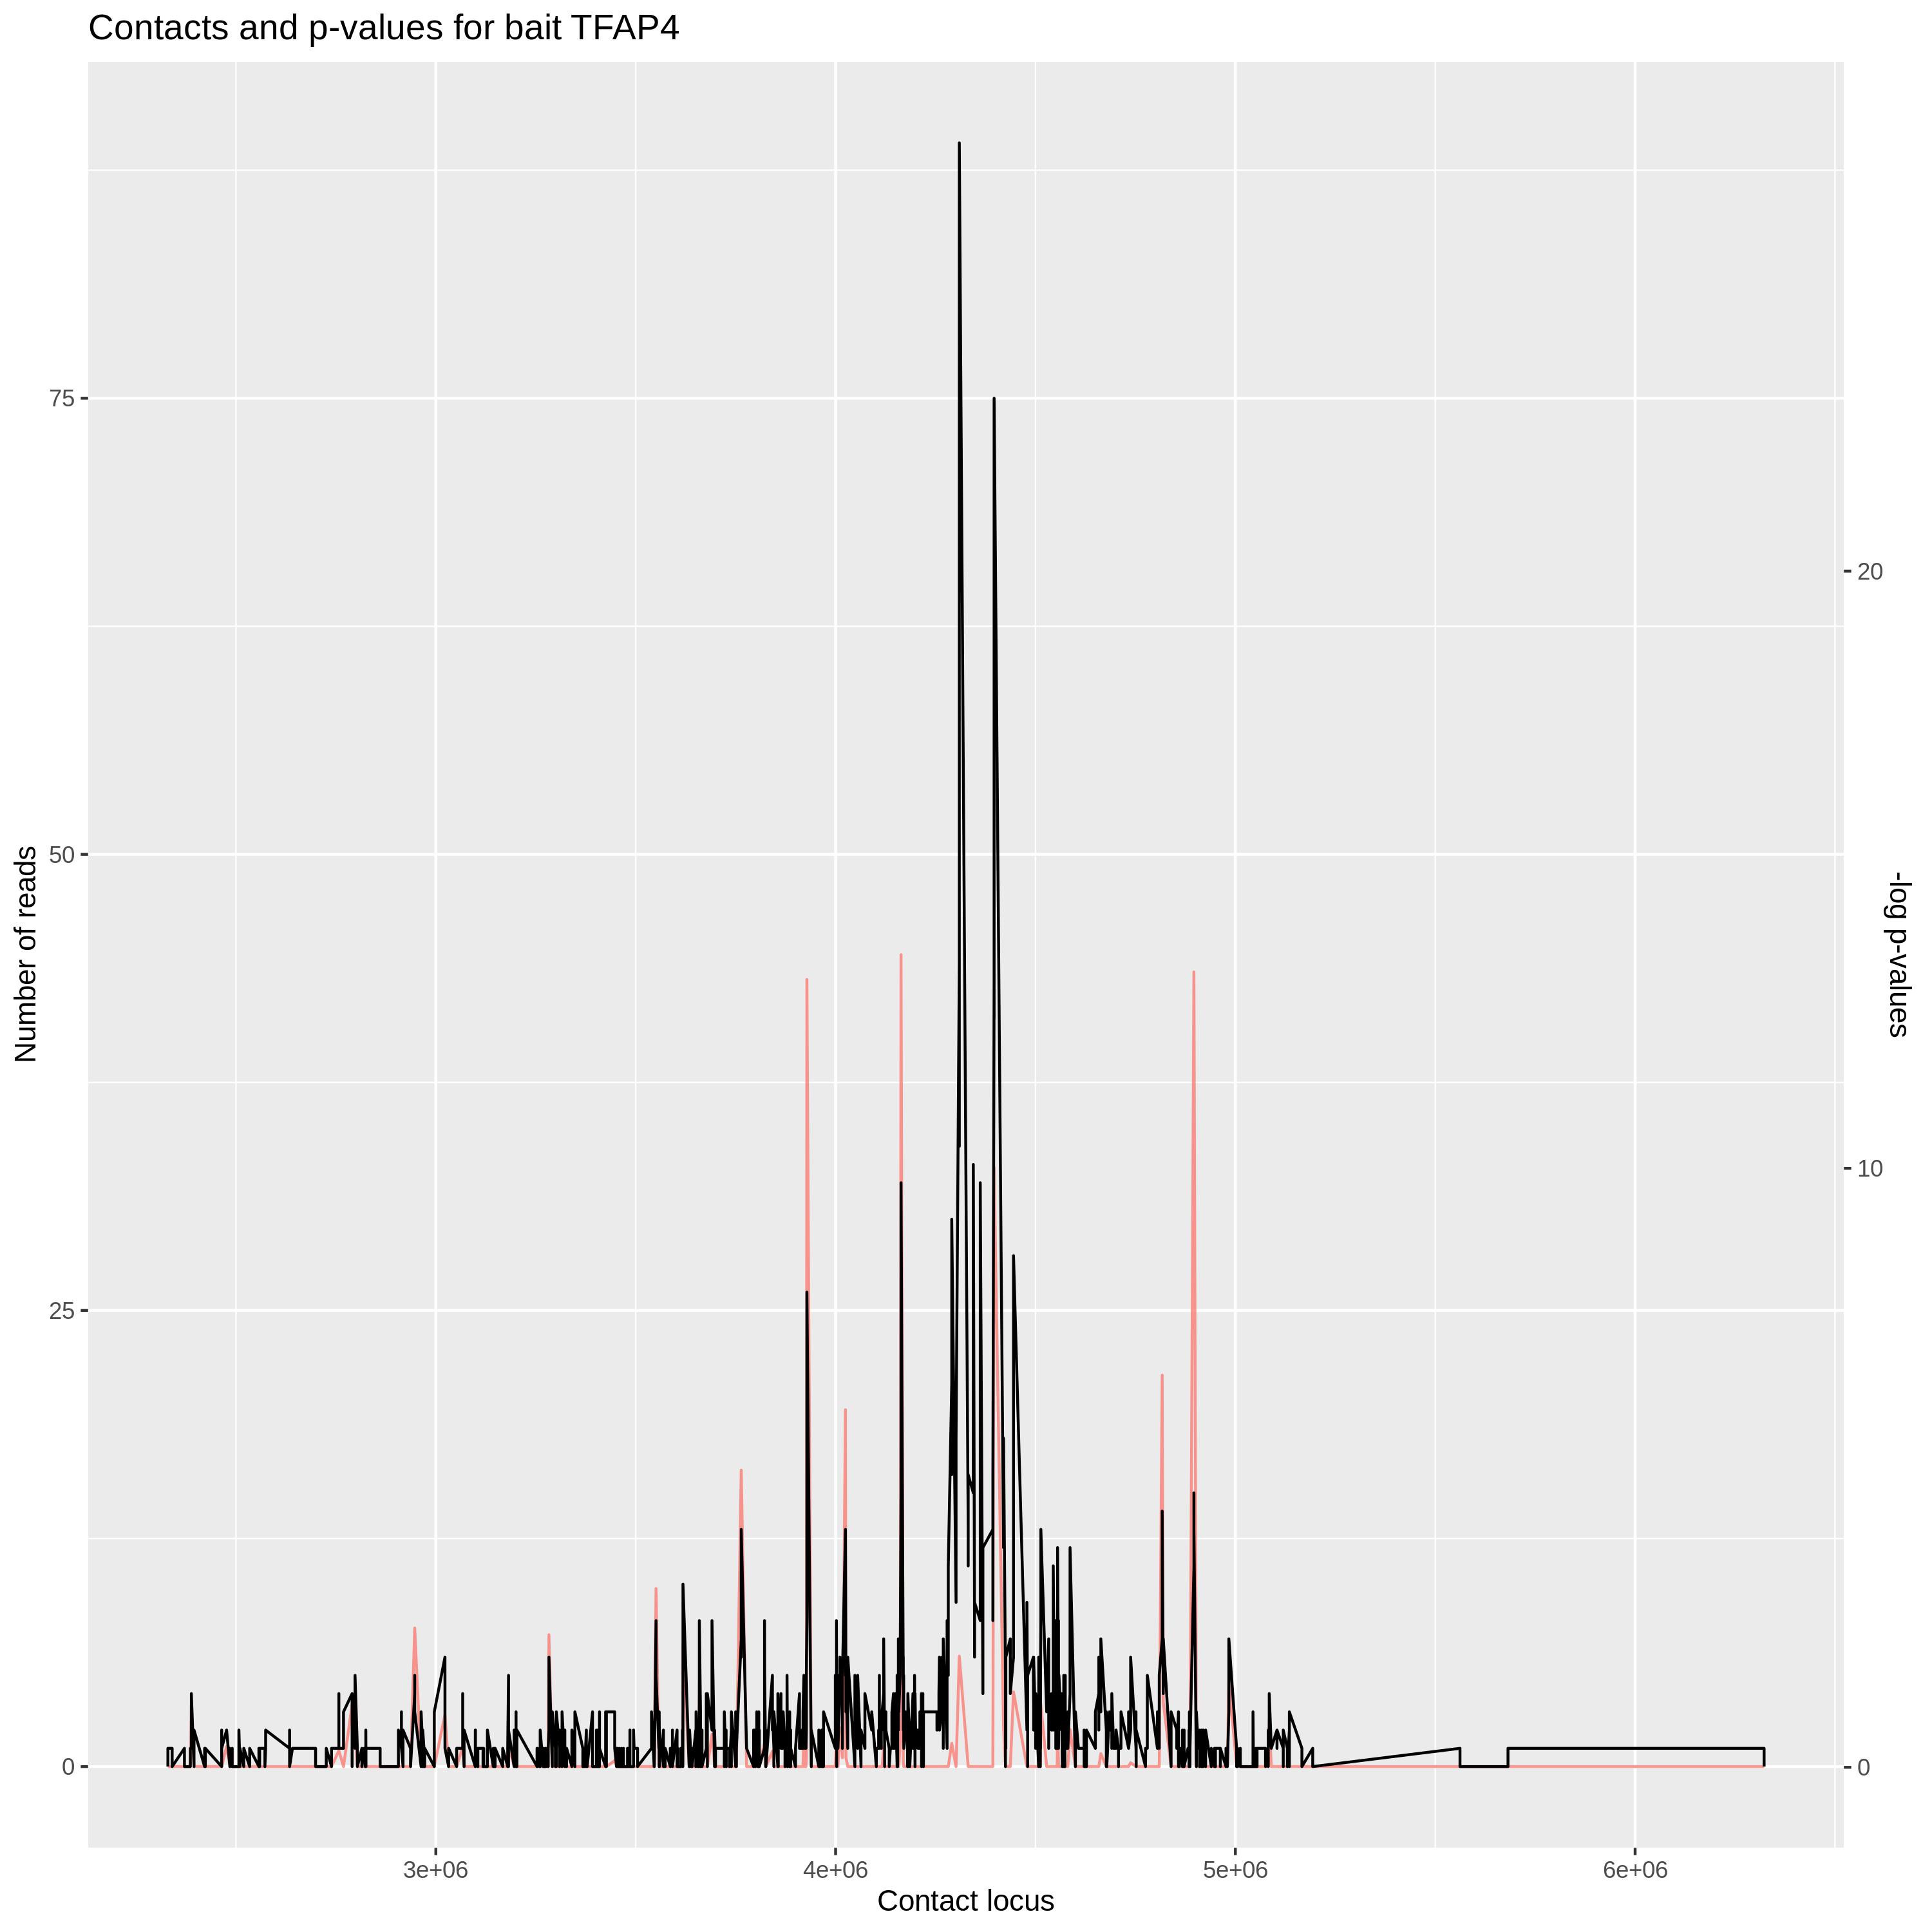 Contacts and p-values for bait TFAP4
Number of reads
75
50
25
0
20
10
0
-log p-values
3e+06 4e+06 5e+06 6e+06
Contact locus